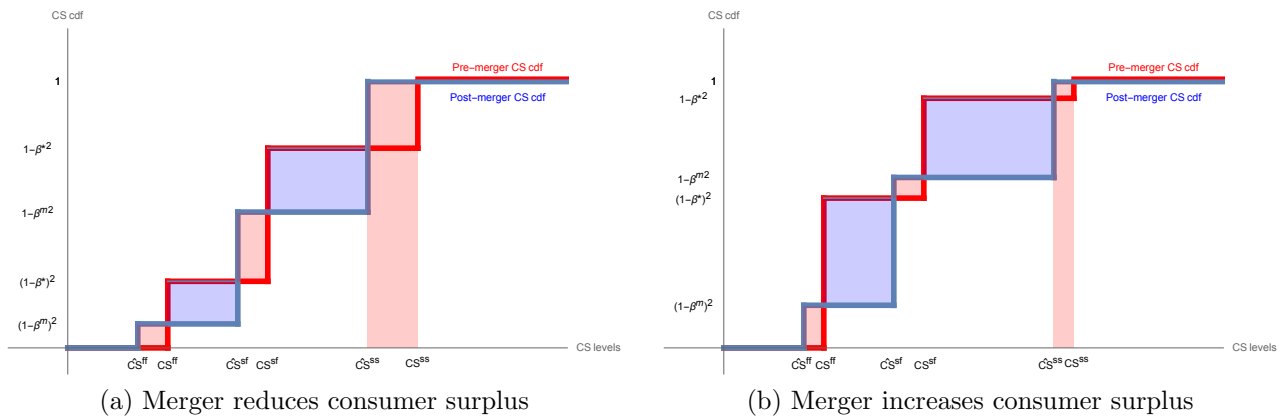 CS cdf
Pre-merger CS cdf
1
Post-merger CS cdf
1-β*2
1-βm2
(1-β*)2
(1-βm)2
ĈSff CSff ĈSsf CSsf ĈSss CSss
CS levels
(a) Merger reduces consumer surplus
CS cdf
Pre-merger CS cdf
1
1-β*2
Post-merger CS cdf
1-βm2
(1-β*)2
(1-βm)2
ĈSff CSff ĈSsf CSsf ĈSss CSss
CS levels
(b) Merger increases consumer surplus